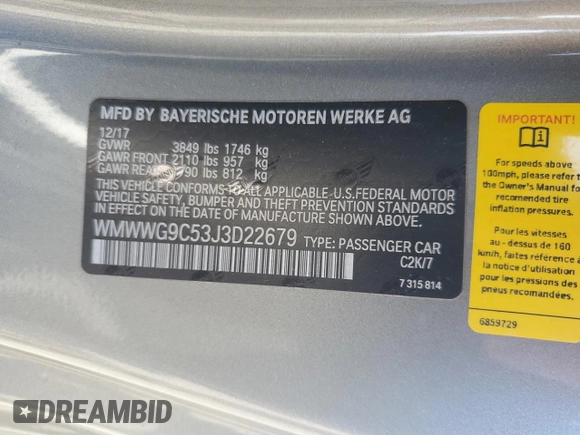 MFD BY BAYERISCHE MOTOREN WERKE AG
12/17
GVWR 3849 lbs 1746 kg
GAWR FRONT 2110 lbs 957 kg
GAWR REAR 790 lbs 812 kg
THIS VEHICLE CONFORMS TO ALL APPLICABLE U.S. FEDERAL MOTOR
VEHICLE SAFETY, BUMPER AND THEFT PREVENTION STANDARDS
IN EFFECT ON THE DATE OF MANUFACTURE SHOWN ABOVE.
WMWWG9C53J3D22679 TYPE: PASSENGER CAR
C2K/7
7 315 814
IMPORTANT!
For speeds above
100mph, please refer t
the Owner's Manual fo
recomended tire
inflation pressures.
Pour les vitesses
au - dessus de 160
km/h, faites référence à
la notice d'utilisation
pour les pressions des
pneus recomandées.
6859729
DREAMBID